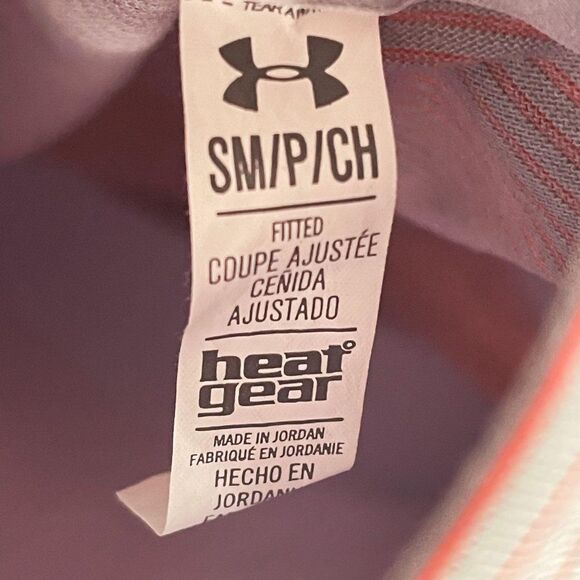 SM/P/CH
FITTED
COUPE AJUSTÉE
CEÑIDA
AJUSTADO
heat
gear
MADE IN JORDAN
FABRIQUÉ EN JORDANIE
HECHO EN